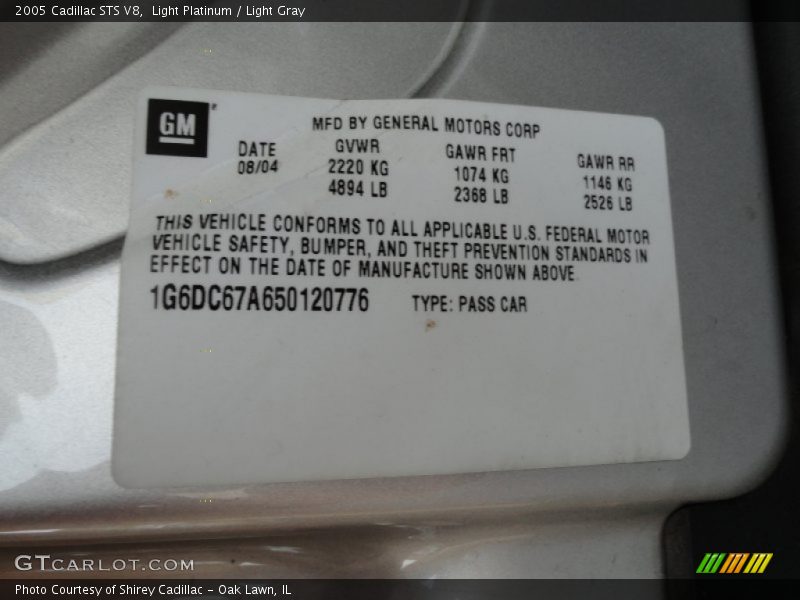 2005 Cadillac STS V8,  Light Platinum / Light Gray
GM
MFD BY GENERAL MOTORS CORP
DATE GVWR GAWR FRT GAWR RR
08/04 2220 KG 1074 KG 1146 KG
4894 LB 2368 LB 2526 LB
THIS VEHICLE CONFORMS TO ALL APPLICABLE U.S. FEDERAL MOTOR
VEHICLE SAFETY, BUMPER, AND THEFT PREVENTION STANDARDS IN
EFFECT ON THE DATE OF MANUFACTURE SHOWN ABOVE
1G6DC67A650120776 TYPE: PASS CAR
GTCARLOT.COM
Photo Courtesy of Shirey Cadillac - Oak Lawn, IL